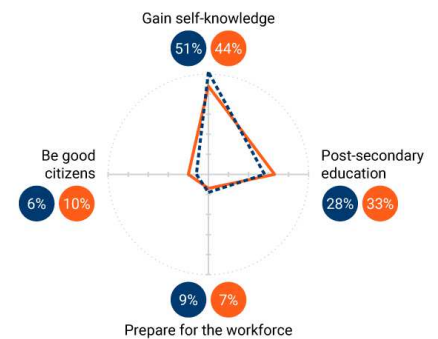 Gain self-knowledge
51% 44%
Be good
citizens
6% 10%
Post-secondary
education
28% 33%
9% 7%
Prepare for the workforce